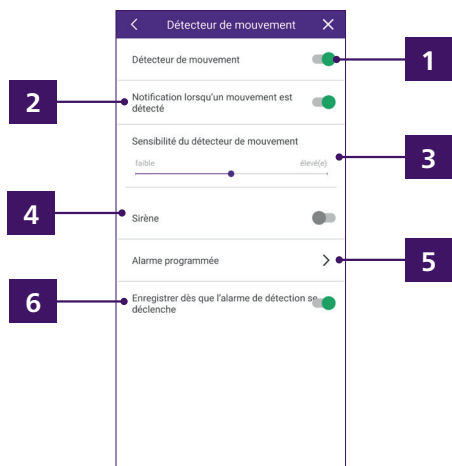 Détecteur de mouvement
Détecteur de mouvement
1
2
Notification lorsqu'un mouvement est
détecté
Sensibilité du détecteur de mouvement
faible
élevé(e)
3
4
Sirène
Alarme programmée
5
6
Enregistrer dès que l'alarme de détection se
déclenche